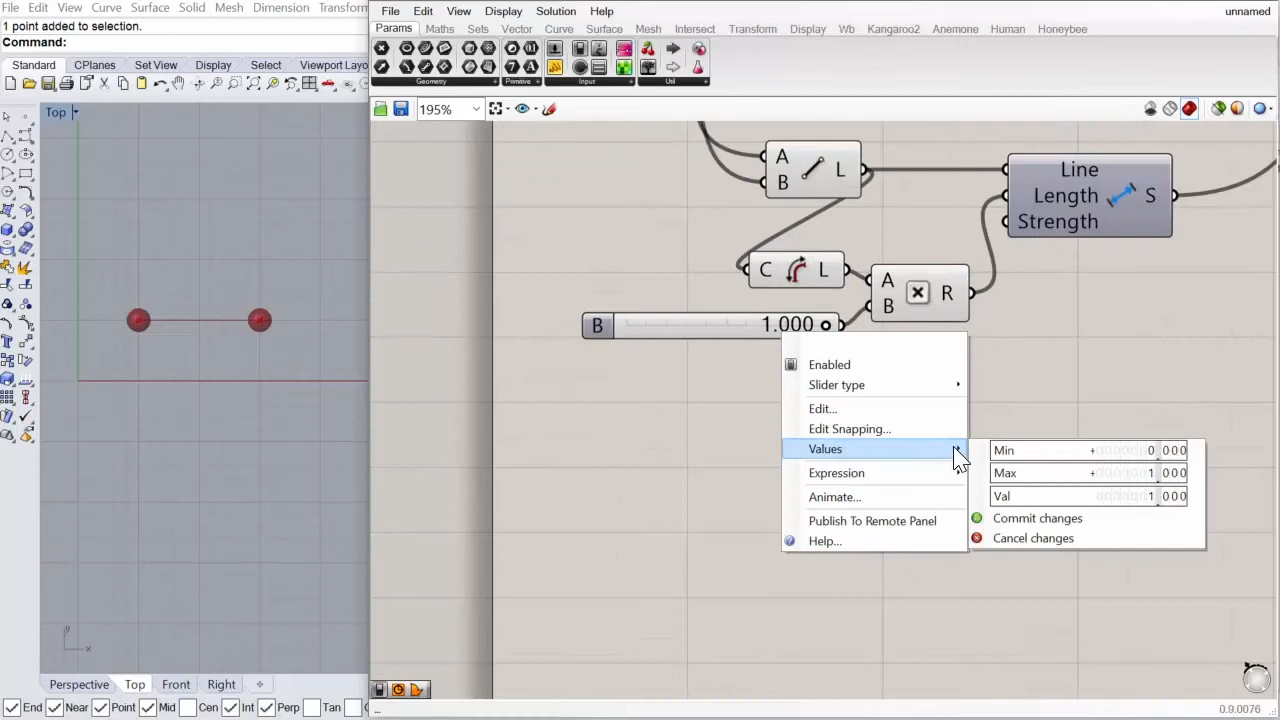 File Edit View Curve Surface Solid Mesh Dimension Transform
1 point added to selection.
Command:
Standard CPlanes Set View Display Select Viewport Layo
Top
Perspective Top Front Right
End Near Point Mid Cen Int Perp Tan
File Edit View Display Solution Help unnamed
Params Maths Sets Vector Curve Surface Mesh Intersect Transform Display Wb Kangaroo2 Anemone Human Honeybee
Geometry Primitive Input Util
195%
A
B
L
Line
Length
Strength
S
C L
A
B
R
B 1.000
Enabled
Slider type
Edit...
Edit Snapping...
Values
Expression
Animate...
Publish To Remote Panel
Help...
Min + 0.000
Max + 1.000
Val 1.000
Commit changes
Cancel changes
... 0.9.0076
y
x